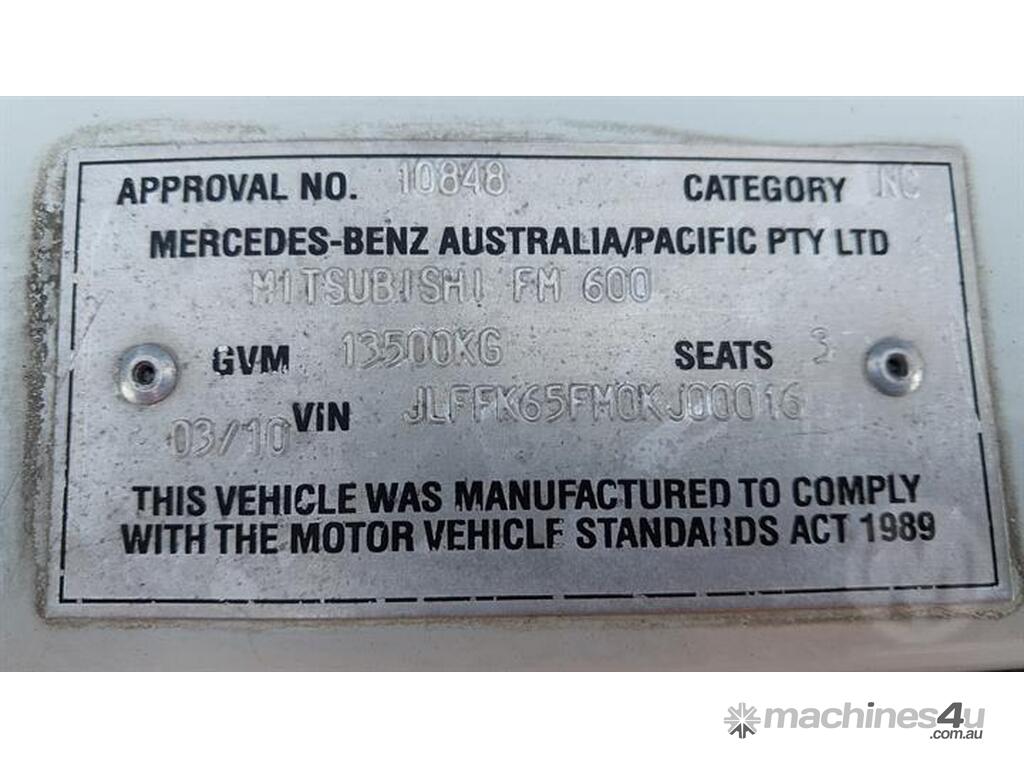 APPROVAL NO. 10848 CATEGORY NC
MERCEDES-BENZ AUSTRALIA/PACIFIC PTY LTD
MITSUBISHI FM 600
GVM 13500KG SEATS 3
03/10 VIN JLFFK65FM0KJ00016
THIS VEHICLE WAS MANUFACTURED TO COMPLY
WITH THE MOTOR VEHICLE STANDARDS ACT 1989
machines4u
.com.au